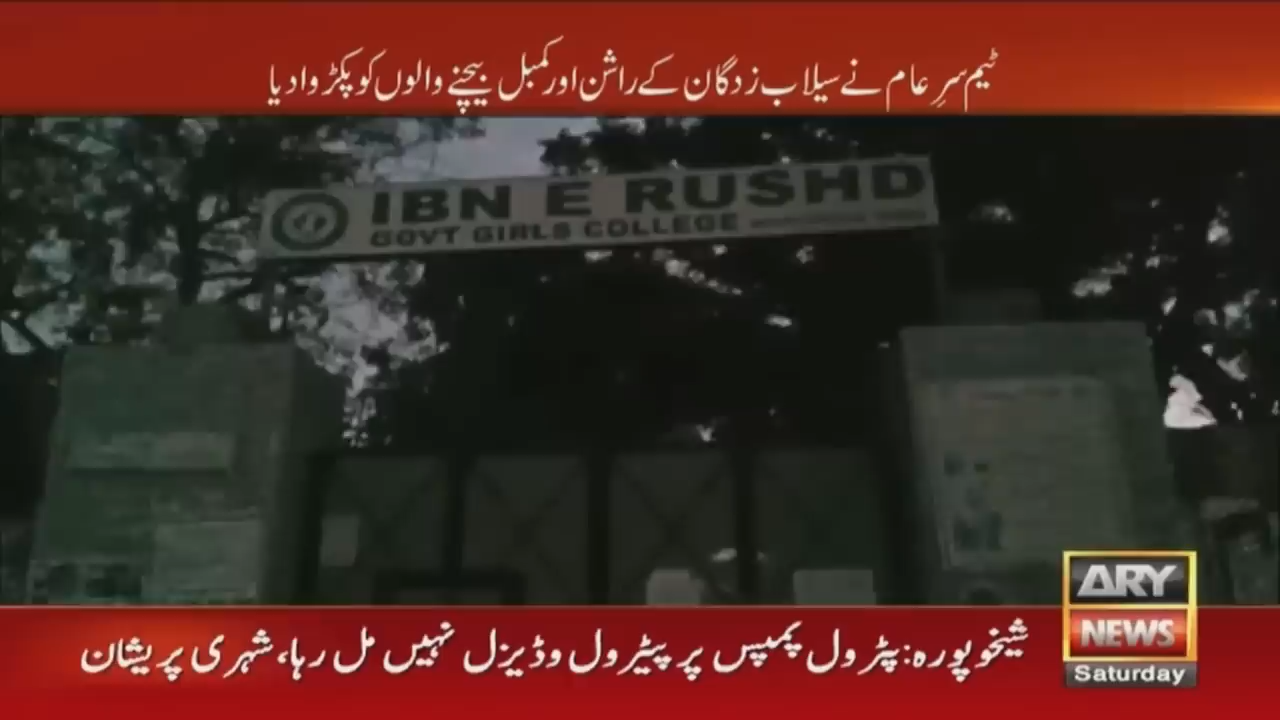 ٹیم سرِ عام نے سیلاب زدگان کے راشن اور کمبل بیچنے والوں کو پکڑوا دیا
IBN E RUSHD
GOVT GIRLS COLLEGE
ARY
NEWS
Saturday
شیخوپورہ: پٹرول پمپس پر پیٹرول وڈیزل نہیں مل رہا، شہری پریشان